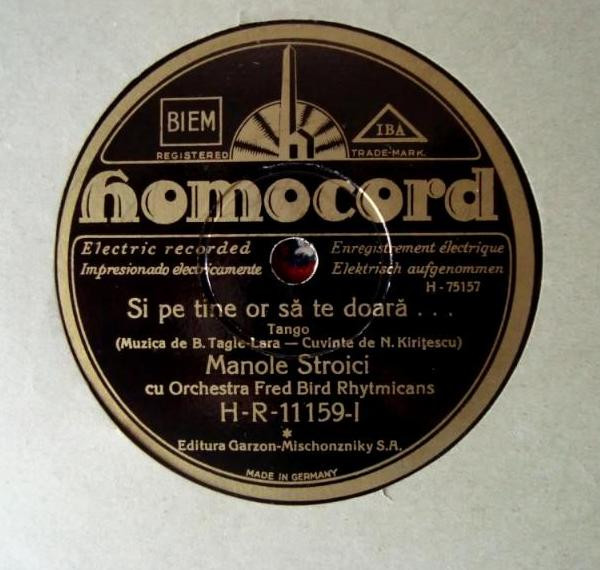 BIEM
IBA
REGISTERED TRADE-MARK.
homocord
Electric recorded Enregistrement électrique
Impresionado electricamente Elektrisch aufgenommen
H-75157
Si pe tine or să te doară . . .
Tango
(Muzica de B. Tagle-Lara — Cuvinte de N. Kirițescu)
Manole Stroici
cu Orchestra Fred Bird Rhytmicans
H-R-11159-I
*
Editura Garzon-Mischonzniky S.A.
MADE IN GERMANY